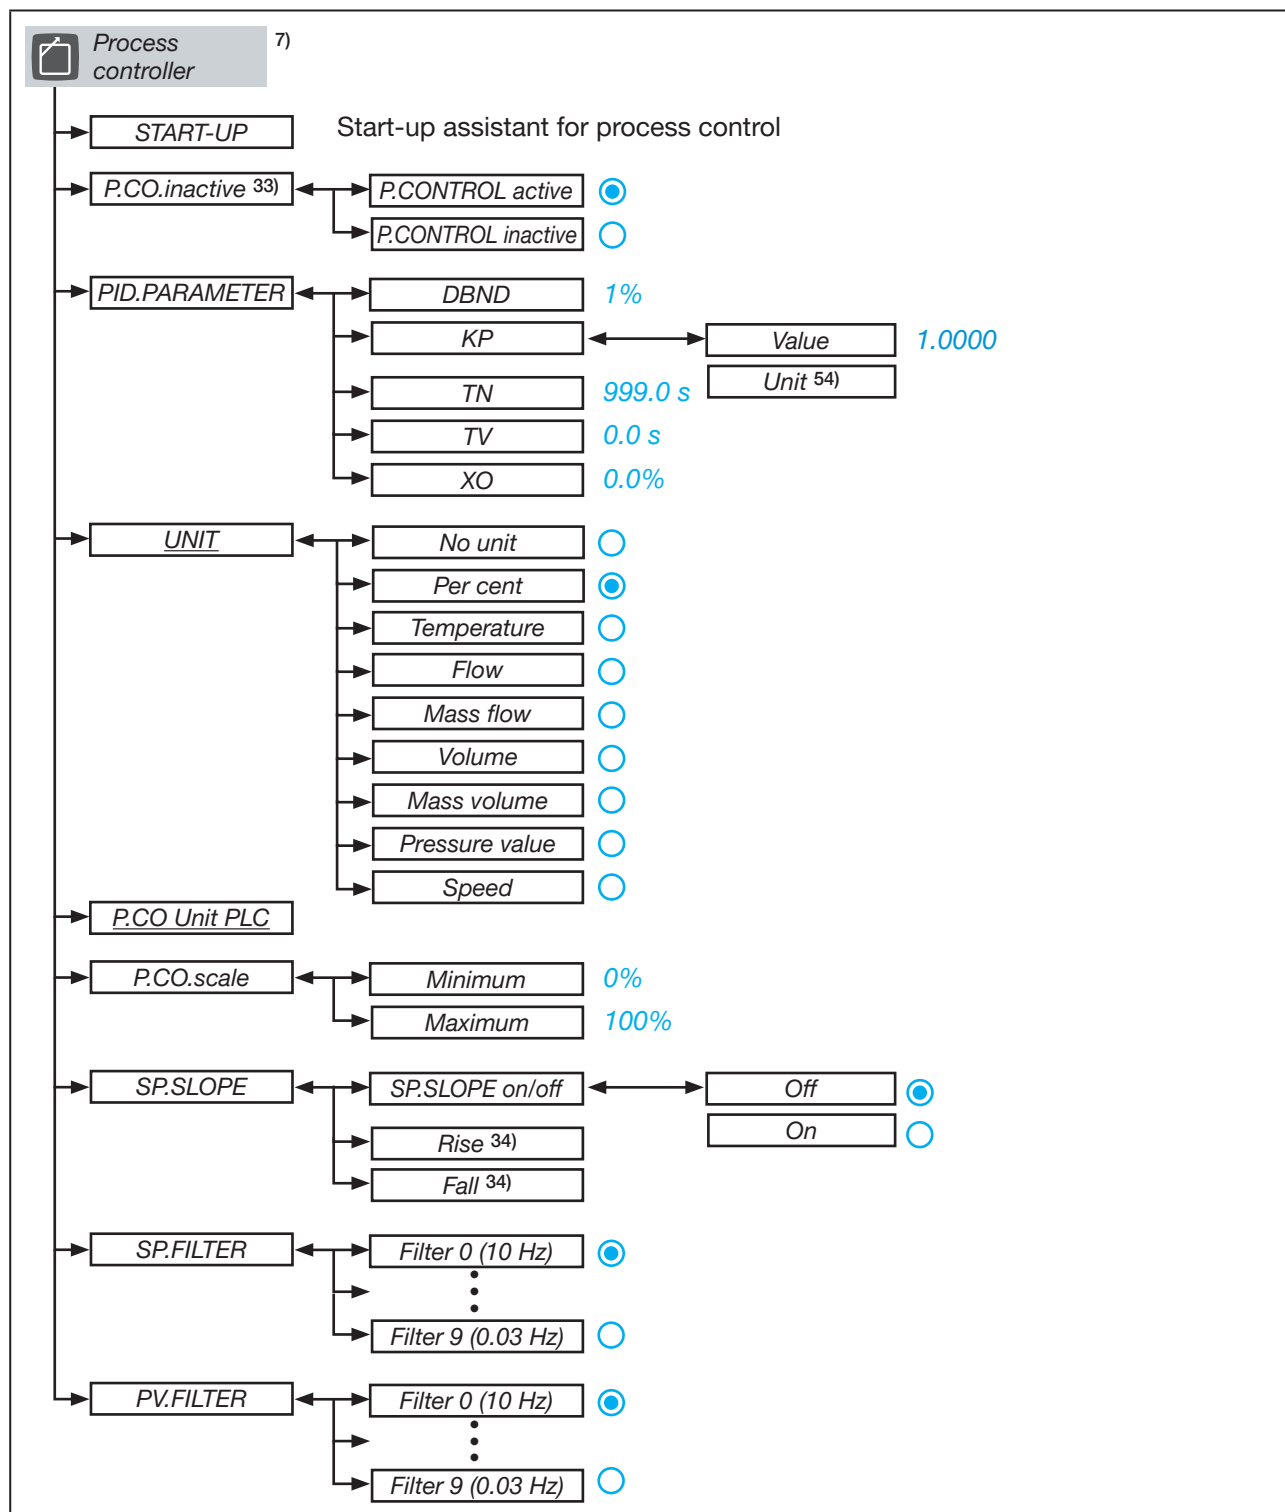 Process 7)
controller
START-UP Start-up assistant for process control
P.CO.inactive 33) P.CONTROL active
P.CONTROL inactive
PID.PARAMETER DBND 1%
KP Value 1.0000
Unit 54)
TN 999.0 s
TV 0.0 s
XO 0.0%
UNIT No unit
Per cent
Temperature
Flow
Mass flow
Volume
Mass volume
Pressure value
Speed
P.CO Unit PLC
P.CO.scale Minimum 0%
Maximum 100%
SP.SLOPE SP.SLOPE on/off Off
On
Rise 34)
Fall 34)
SP.FILTER Filter 0 (10 Hz)
Filter 9 (0.03 Hz)
PV.FILTER Filter 0 (10 Hz)
Filter 9 (0.03 Hz)